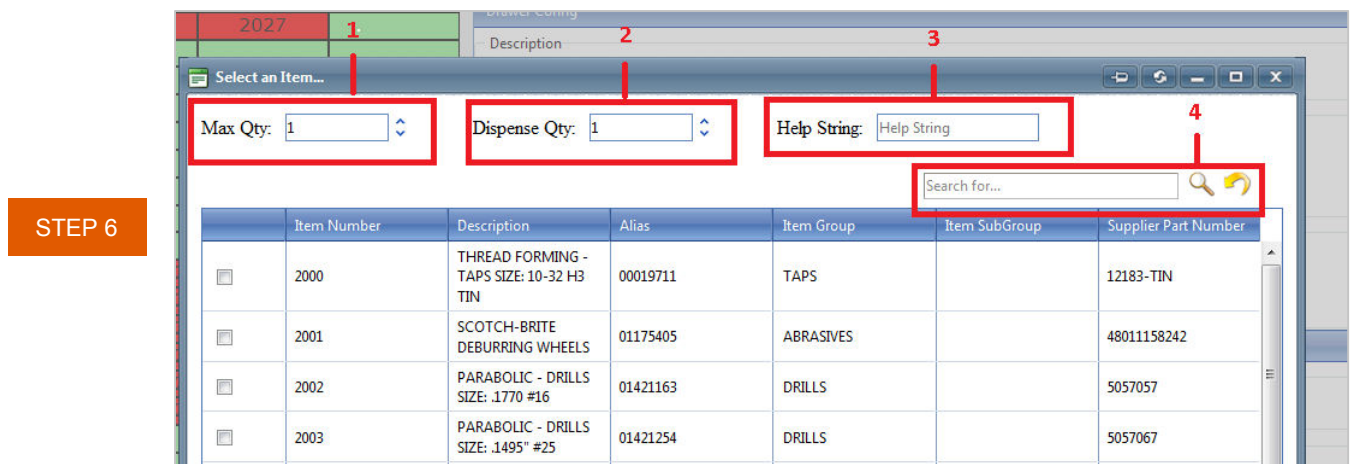 2027
1
Drawer Config
2
Description
3
Select an Item...
4
Max Qty: 1
Dispense Qty: 1
Help String: Help String
Search for...
STEP 6
Item Number Description Alias Item Group Item SubGroup Supplier Part Number
2000 THREAD FORMING - TAPS SIZE: 10-32 H3 TIN 00019711 TAPS 12183-TIN
2001 SCOTCH-BRITE DEBURRING WHEELS 01175405 ABRASIVES 48011158242
2002 PARABOLIC - DRILLS SIZE: .1770 #16 01421163 DRILLS 5057057
2003 PARABOLIC - DRILLS SIZE: .1495" #25 01421254 DRILLS 5057067